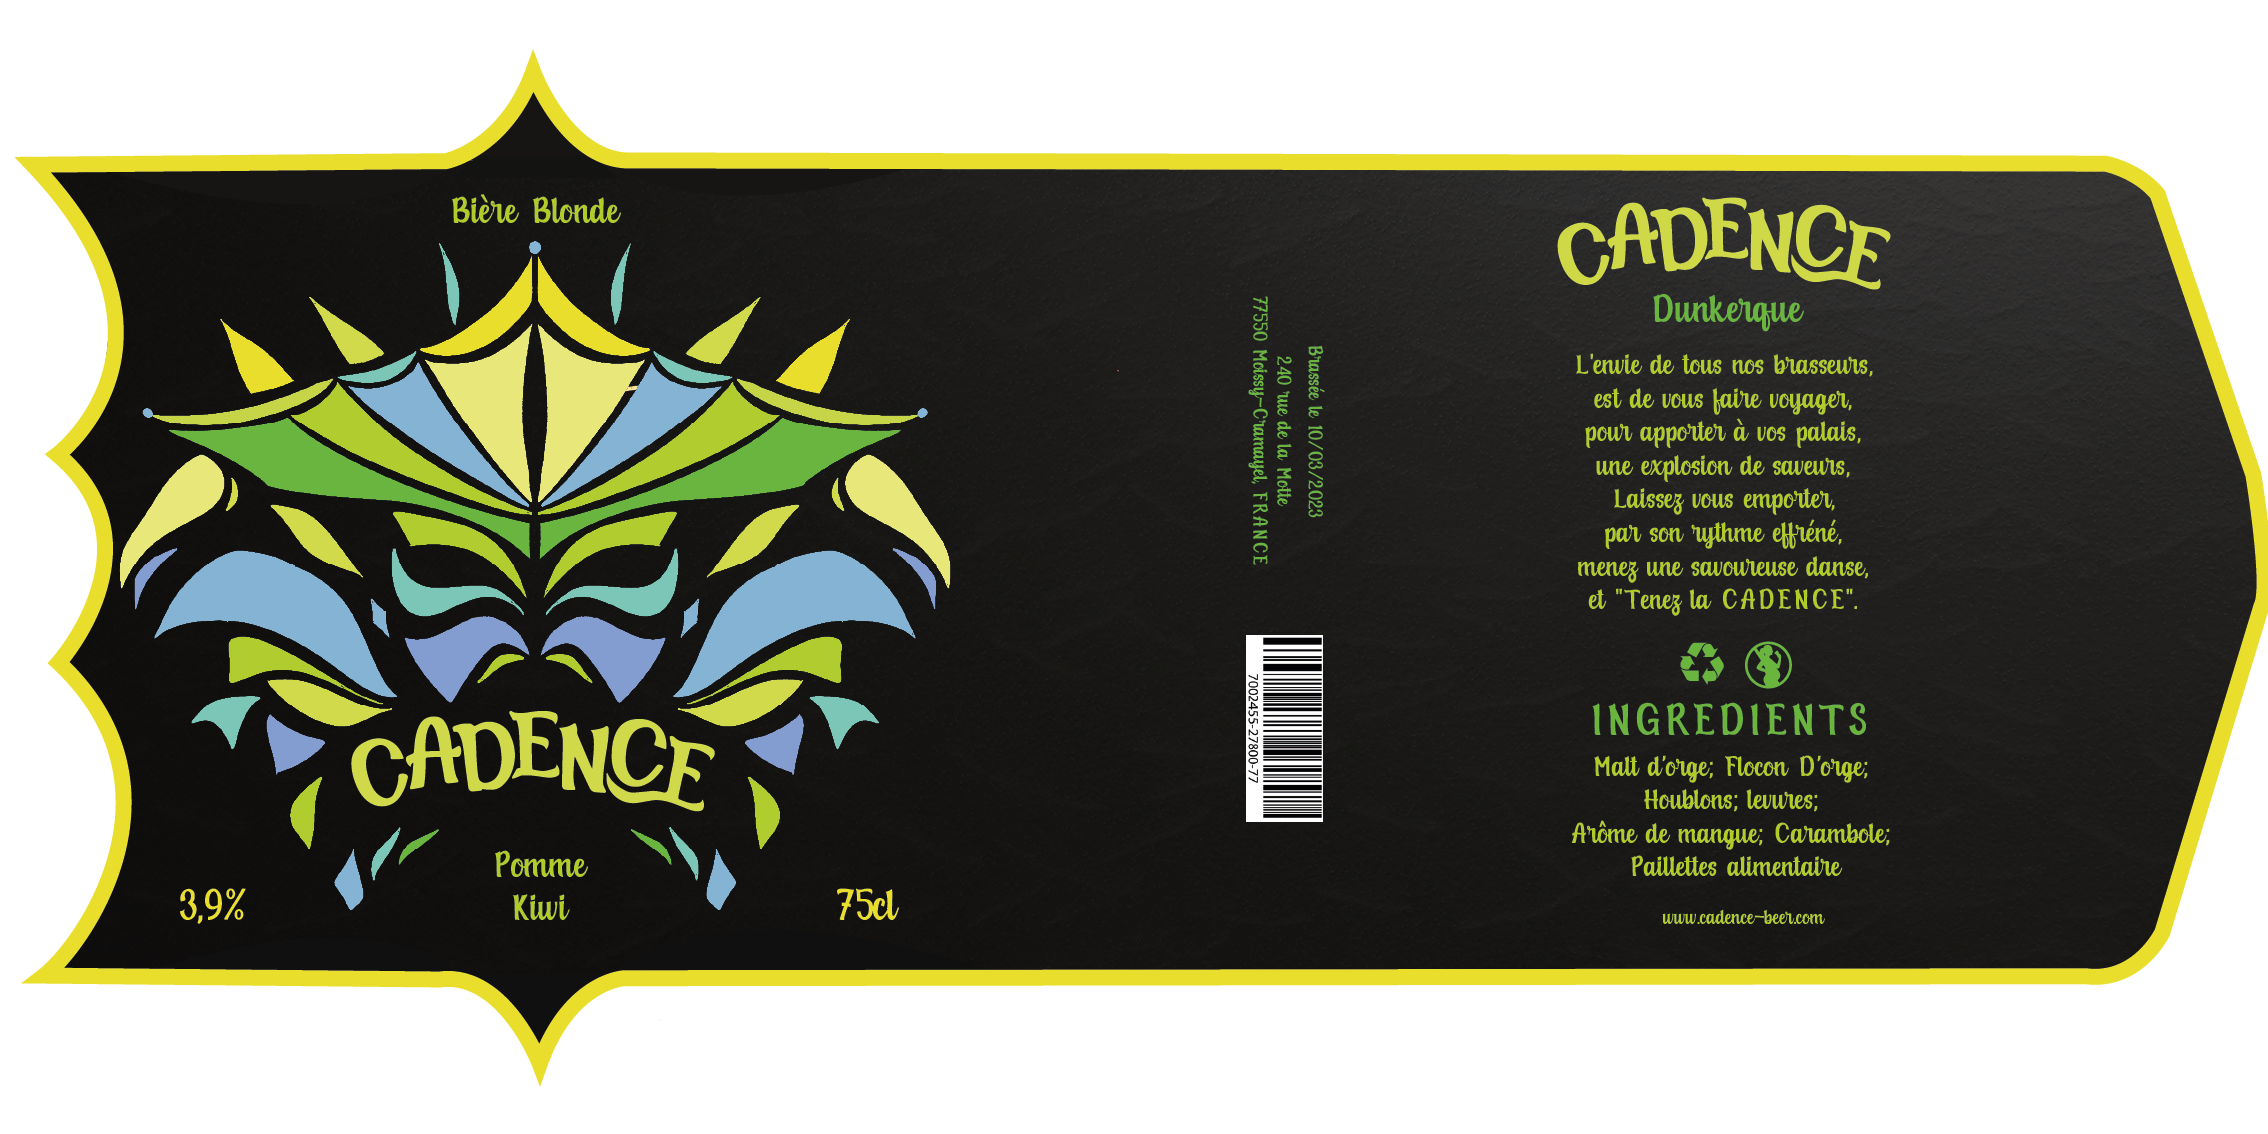 Bière Blonde
CADENCE
Pomme
Kiwi
3,9%
75cl
Brassée le 10/03/2023
240 rue de la Motte
77550 Moissy-Cramayel, FRANCE
7002455-27800-77
CADENCE
Dunkerque
L'envie de tous nos brasseurs,
est de vous faire voyager,
pour apporter à vos palais,
une explosion de saveurs,
Laissez vous emporter,
par son rythme effréné,
menez une savoureuse danse,
et "Tenez la CADENCE".
INGREDIENTS
Malt d'orge; Flocon D'orge;
Houblons; levures;
Arôme de mangue; Carambole;
Paillettes alimentaire
www.cadence-beer.com